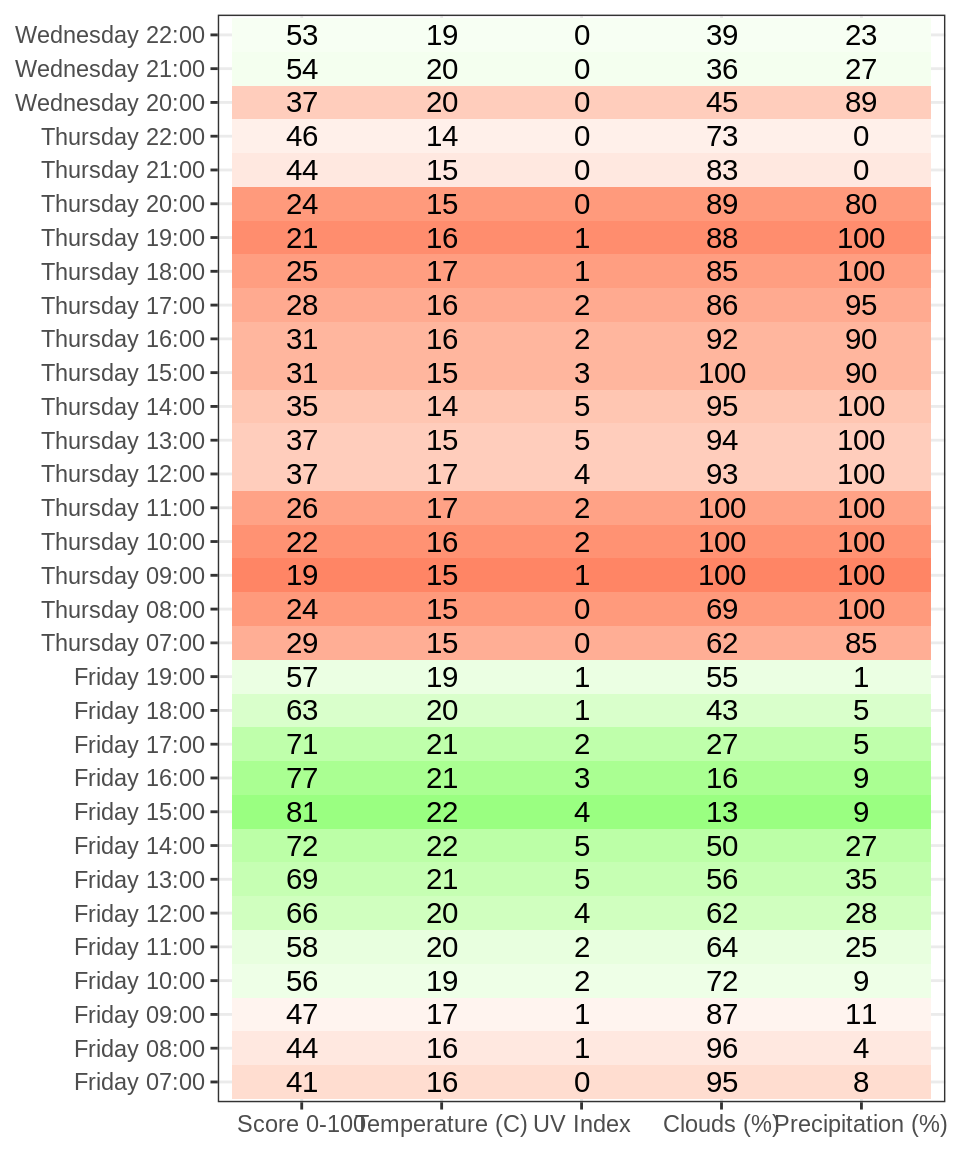 Wednesday 22:00 53 19 0 39 23
Wednesday 21:00 54 20 0 36 27
Wednesday 20:00 37 20 0 45 89
Thursday 22:00 46 14 0 73 0
Thursday 21:00 44 15 0 83 0
Thursday 20:00 24 15 0 89 80
Thursday 19:00 21 16 1 88 100
Thursday 18:00 25 17 1 85 100
Thursday 17:00 28 16 2 86 95
Thursday 16:00 31 16 2 92 90
Thursday 15:00 31 15 3 100 90
Thursday 14:00 35 14 5 95 100
Thursday 13:00 37 15 5 94 100
Thursday 12:00 37 17 4 93 100
Thursday 11:00 26 17 2 100 100
Thursday 10:00 22 16 2 100 100
Thursday 09:00 19 15 1 100 100
Thursday 08:00 24 15 0 69 100
Thursday 07:00 29 15 0 62 85
Friday 19:00 57 19 1 55 1
Friday 18:00 63 20 1 43 5
Friday 17:00 71 21 2 27 5
Friday 16:00 77 21 3 16 9
Friday 15:00 81 22 4 13 9
Friday 14:00 72 22 5 50 27
Friday 13:00 69 21 5 56 35
Friday 12:00 66 20 4 62 28
Friday 11:00 58 20 2 64 25
Friday 10:00 56 19 2 72 9
Friday 09:00 47 17 1 87 11
Friday 08:00 44 16 1 96 4
Friday 07:00 41 16 0 95 8
Score 0-100 Temperature (C) UV Index Clouds (%) Precipitation (%)